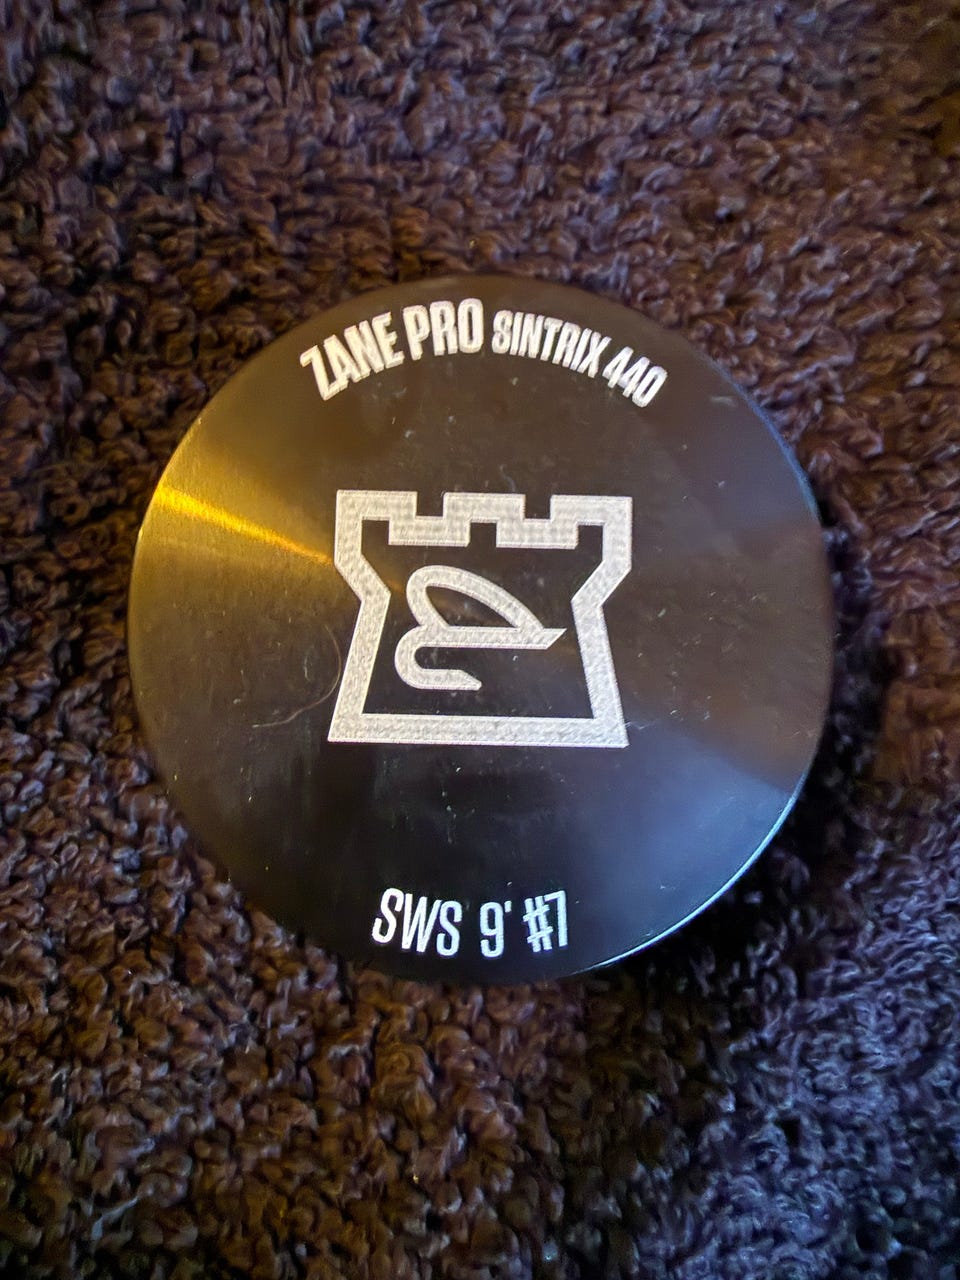 ZANE PRO SINTRIX 440
SWS 9' #7